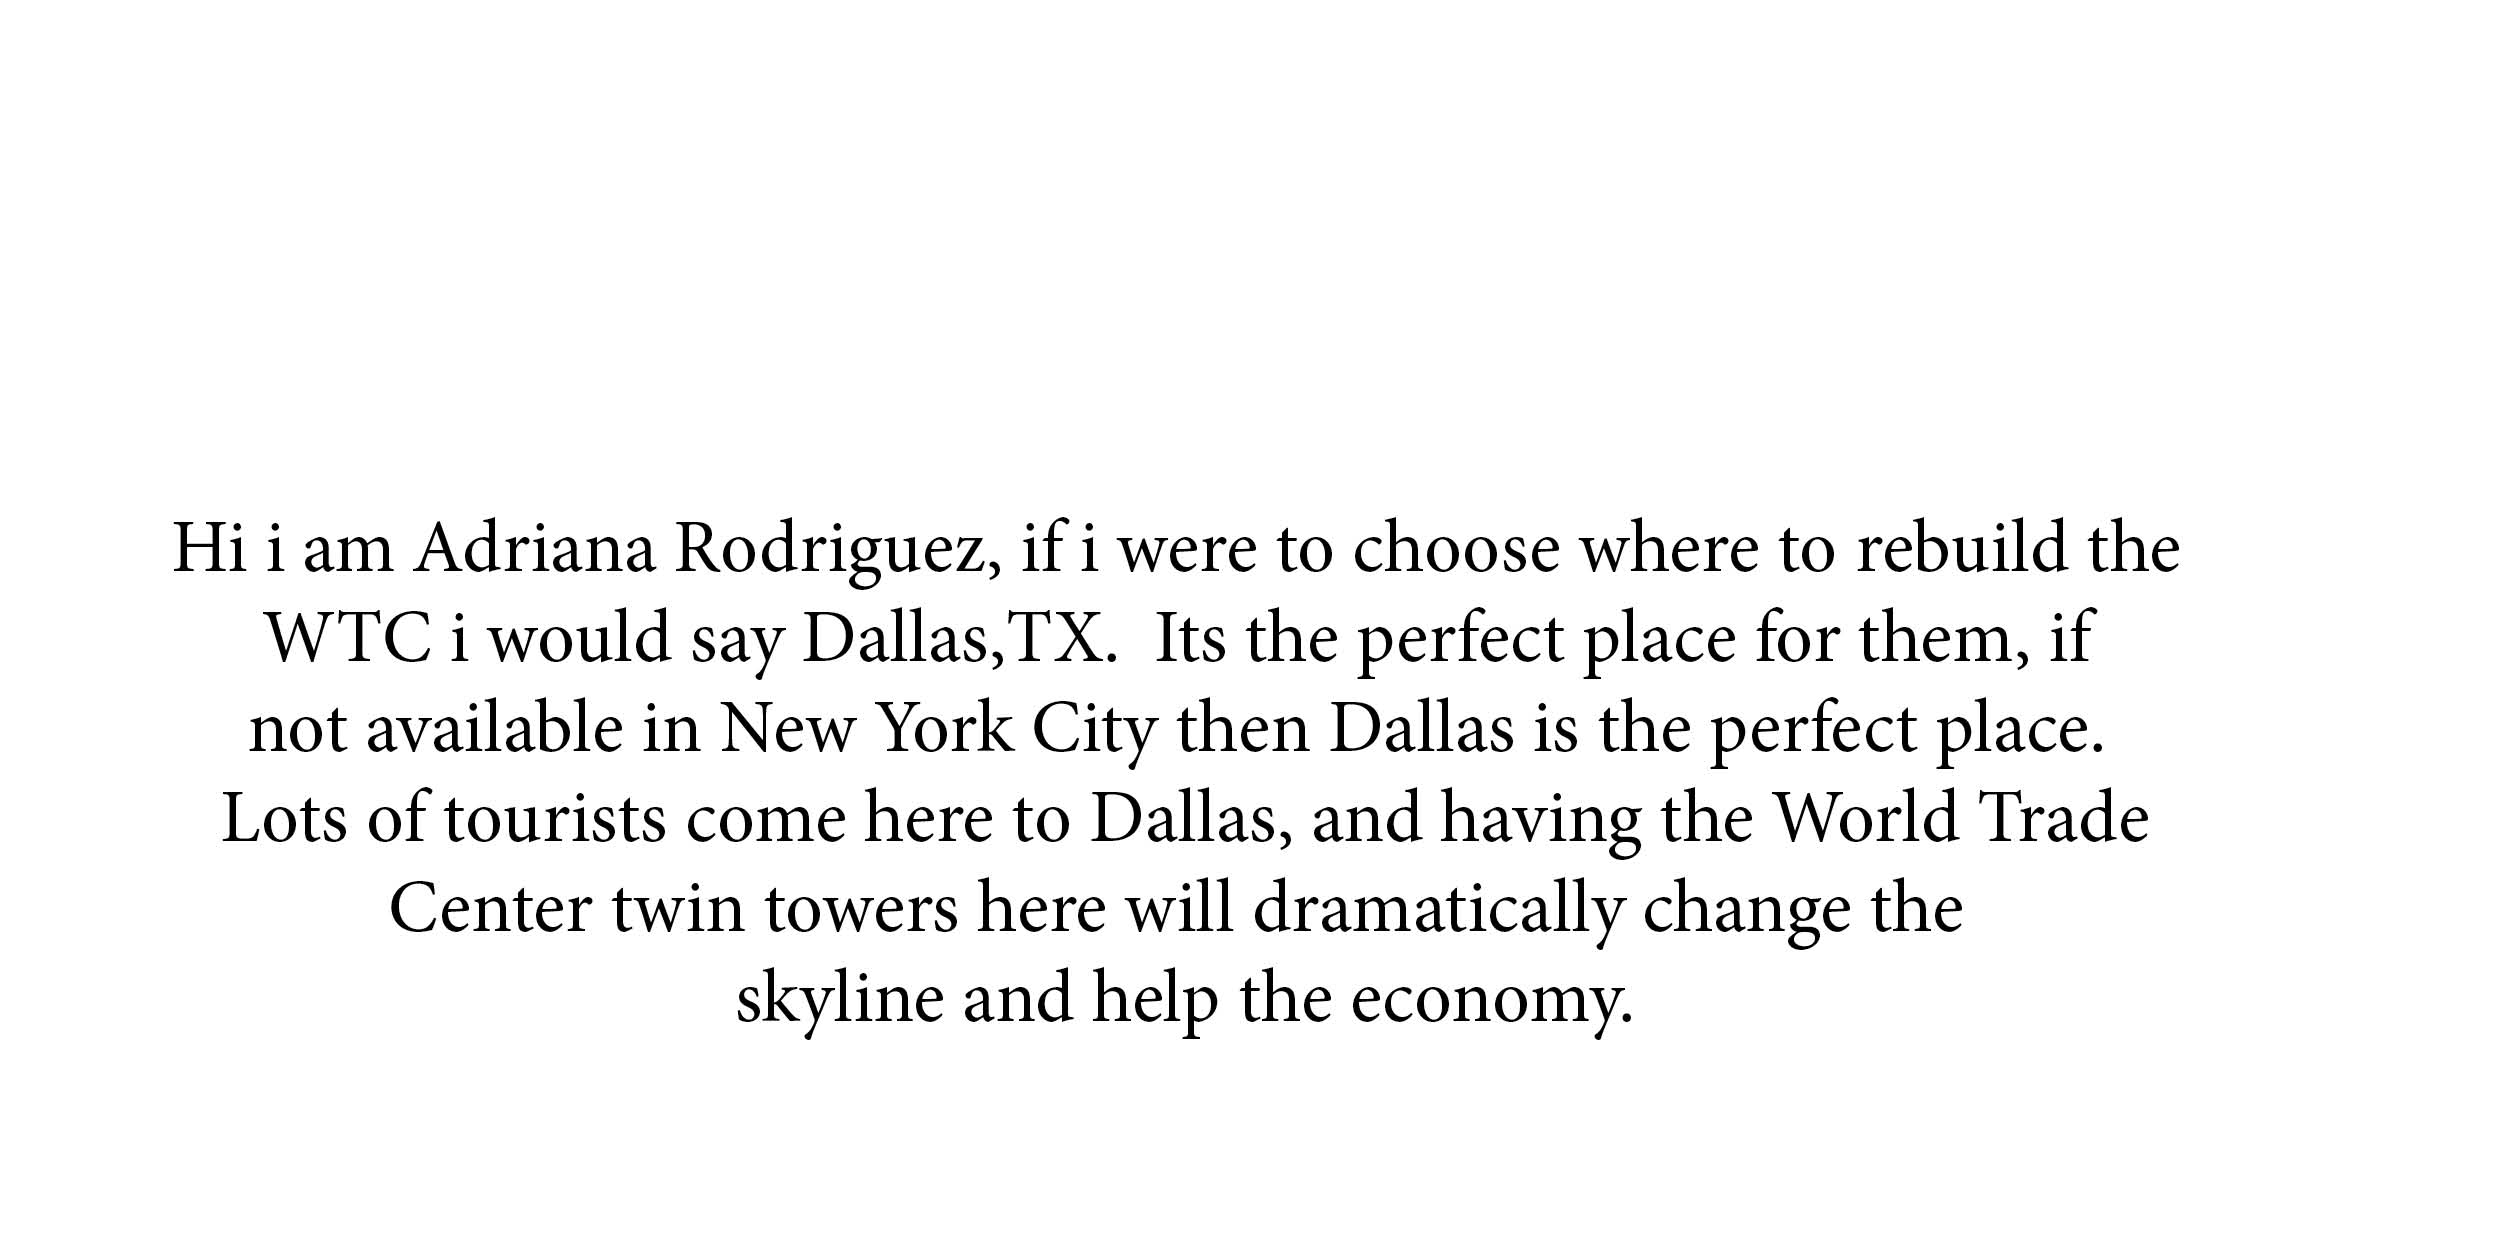 Hi i am Adriana Rodriguez, if i were to choose where to rebuild the
WTC i would say Dallas,TX.  Its the perfect place for them, if
not available in New York City then Dallas is the perfect place.
Lots of tourists come here to Dallas, and having the World Trade
Center twin towers here will dramatically change the
skyline and help the economy.